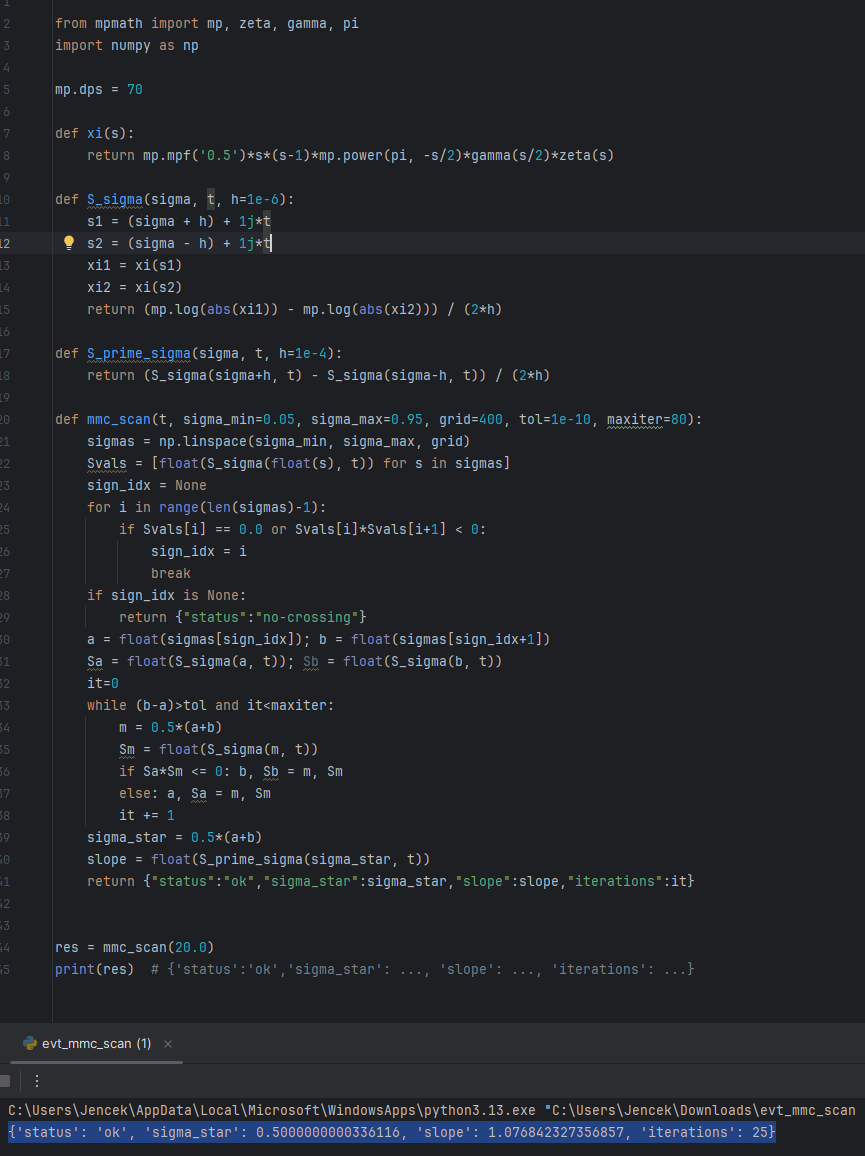 1
2 from mpmath import mp, zeta, gamma, pi
3 import numpy as np
4
5 mp.dps = 70
6
7 def xi(s):
8     return mp.mpf('0.5')*s*(s-1)*mp.power(pi, -s/2)*gamma(s/2)*zeta(s)
9
10 def S_sigma(sigma, t, h=1e-6):
11     s1 = (sigma + h) + 1j*t
12     s2 = (sigma - h) + 1j*t
13     xi1 = xi(s1)
14     xi2 = xi(s2)
15     return (mp.log(abs(xi1)) - mp.log(abs(xi2))) / (2*h)
16
17 def S_prime_sigma(sigma, t, h=1e-4):
18     return (S_sigma(sigma+h, t) - S_sigma(sigma-h, t)) / (2*h)
19
20 def mmc_scan(t, sigma_min=0.05, sigma_max=0.95, grid=400, tol=1e-10, maxiter=80):
21     sigmas = np.linspace(sigma_min, sigma_max, grid)
22     Svals = [float(S_sigma(float(s), t)) for s in sigmas]
23     sign_idx = None
24     for i in range(len(sigmas)-1):
25         if Svals[i] == 0.0 or Svals[i]*Svals[i+1] < 0:
26             sign_idx = i
27             break
28     if sign_idx is None:
29         return {"status":"no-crossing"}
30     a = float(sigmas[sign_idx]); b = float(sigmas[sign_idx+1])
31     Sa = float(S_sigma(a, t)); Sb = float(S_sigma(b, t))
32     it=0
33     while (b-a)>tol and it<maxiter:
34         m = 0.5*(a+b)
35         Sm = float(S_sigma(m, t))
36         if Sa*Sm <= 0: b, Sb = m, Sm
37         else: a, Sa = m, Sm
38         it += 1
39     sigma_star = 0.5*(a+b)
40     slope = float(S_prime_sigma(sigma_star, t))
41     return {"status":"ok","sigma_star":sigma_star,"slope":slope,"iterations":it}
42
43
44 res = mmc_scan(20.0)
45 print(res)  # {'status':'ok','sigma_star': ..., 'slope': ..., 'iterations': ...}
evt_mmc_scan (1)
C:\Users\Jencek\AppData\Local\Microsoft\WindowsApps\python3.13.exe "C:\Users\Jencek\Downloads\evt_mmc_scan
{'status': 'ok', 'sigma_star': 0.5000000000336116, 'slope': 1.076842327356857, 'iterations': 25}